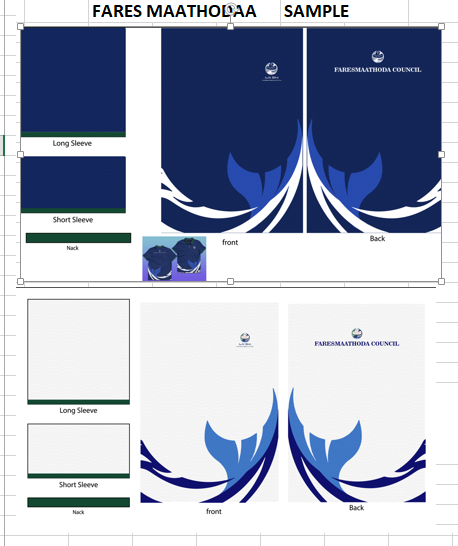 FARES MAATHODAA SAMPLE
FARESMAATHODA COUNCIL
Long Sleeve
Short Sleeve
front
Back
Nack
FARESMAATHODA COUNCIL
Long Sleeve
Short Sleeve
front
Back
Nack